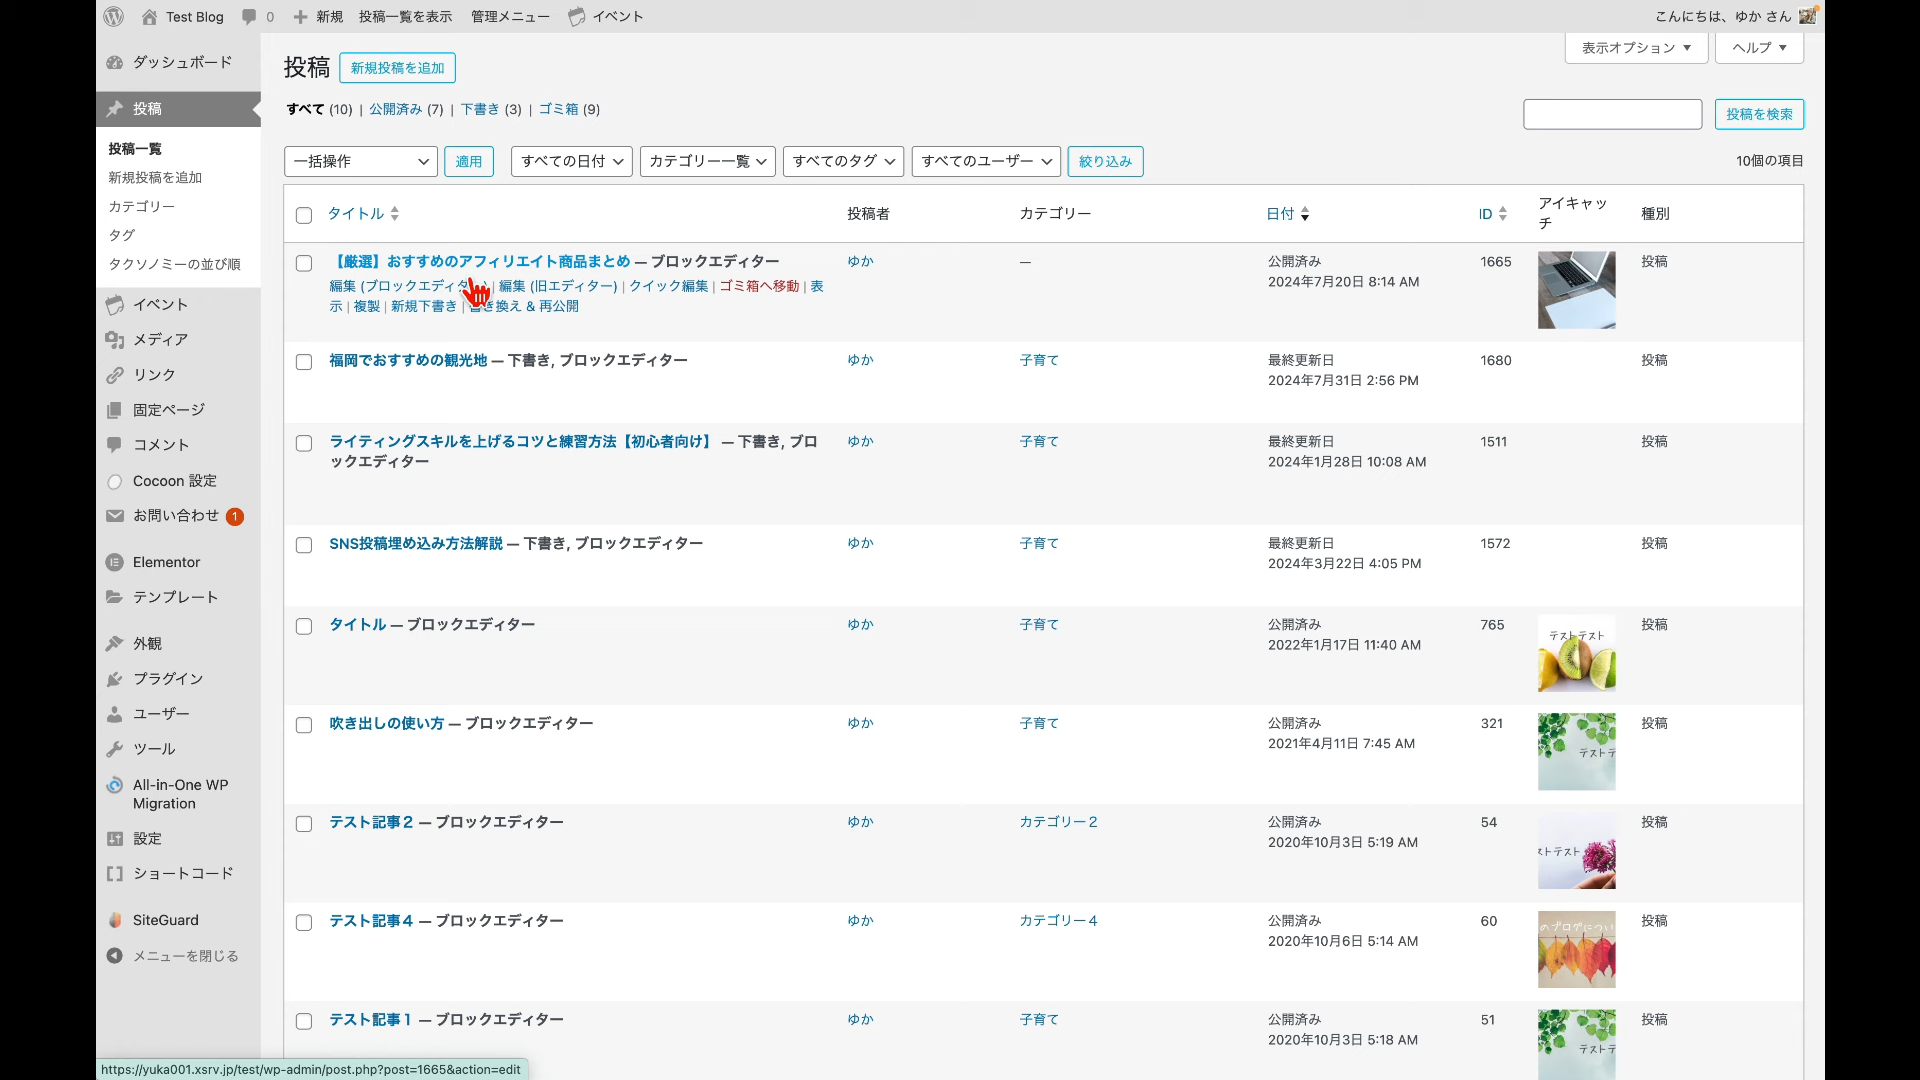 Test Blog 0 新規 投稿一覧を表示 管理メニュー イベント
こんにちは、ゆか さん
ダッシュボード
投稿
投稿一覧
新規投稿を追加
カテゴリー
タグ
タクソノミーの並び順
イベント
メディア
リンク
固定ページ
コメント
Cocoon 設定
お問い合わせ 1
Elementor
テンプレート
外観
プラグイン
ユーザー
ツール
All-in-One WP
Migration
設定
ショートコード
SiteGuard
メニューを閉じる
表示オプション ▼ ヘルプ ▼
投稿 新規投稿を追加
すべて (10) | 公開済み (7) | 下書き (3) | ゴミ箱 (9)
投稿を検索
一括操作 適用 すべての日付 カテゴリー一覧 すべてのタグ すべてのユーザー 絞り込み
10個の項目
タイトル 投稿者 カテゴリー 日付 ID アイキャッ
チ 種別
【厳選】おすすめのアフィリエイト商品まとめ — ブロックエディター
編集 (ブロックエディタ | 編集 (旧エディター) | クイック編集 | ゴミ箱へ移動 | 表
示 | 複製 | 新規下書き | き換え & 再公開
ゆか — 公開済み
2024年7月20日 8:14 AM
1665 投稿
福岡でおすすめの観光地 — 下書き, ブロックエディター
ゆか 子育て 最終更新日
2024年7月31日 2:56 PM
1680 投稿
ライティングスキルを上げるコツと練習方法【初心者向け】 — 下書き, ブロ
ックエディター
ゆか 子育て 最終更新日
2024年1月28日 10:08 AM
1511 投稿
SNS投稿埋め込み方法解説 — 下書き, ブロックエディター
ゆか 子育て 最終更新日
2024年3月22日 4:05 PM
1572 投稿
タイトル — ブロックエディター
ゆか 子育て 公開済み
2022年1月17日 11:40 AM
765 テストテスト 投稿
吹き出しの使い方 — ブロックエディター
ゆか 子育て 公開済み
2021年4月11日 7:45 AM
321 テストテ 投稿
テスト記事２ — ブロックエディター
ゆか カテゴリー２ 公開済み
2020年10月3日 5:19 AM
54 ストテスト 投稿
テスト記事４ — ブロックエディター
ゆか カテゴリー４ 公開済み
2020年10月6日 5:14 AM
60 のブログについ 投稿
テスト記事１ — ブロックエディター
ゆか 子育て 公開済み
2020年10月3日 5:18 AM
51 テストテ 投稿
https://yuka001.xsrv.jp/test/wp-admin/post.php?post=1665&action=edit